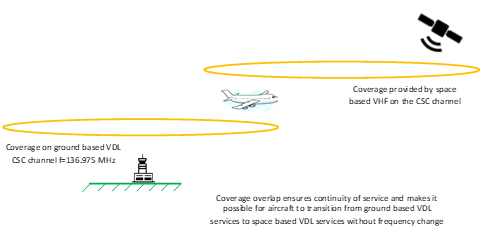 Coverage provided by space
based VHF on the CSC channel
Coverage on ground based VDL
CSC channel f=136.975 MHz
Coverage overlap ensures continuity of service and makes it
possible for aircraft to transition from ground based VDL
services to space based VDL services without frequency change